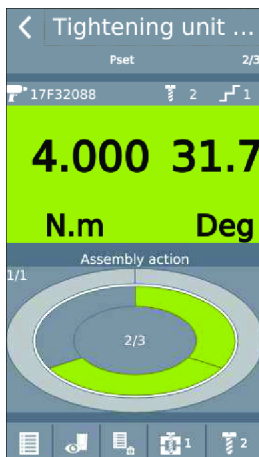 Tightening unit ...
Pset 2/3
17F32088 2 1
4.000 31.7
N.m Deg
Assembly action
1/1
2/3
1 2